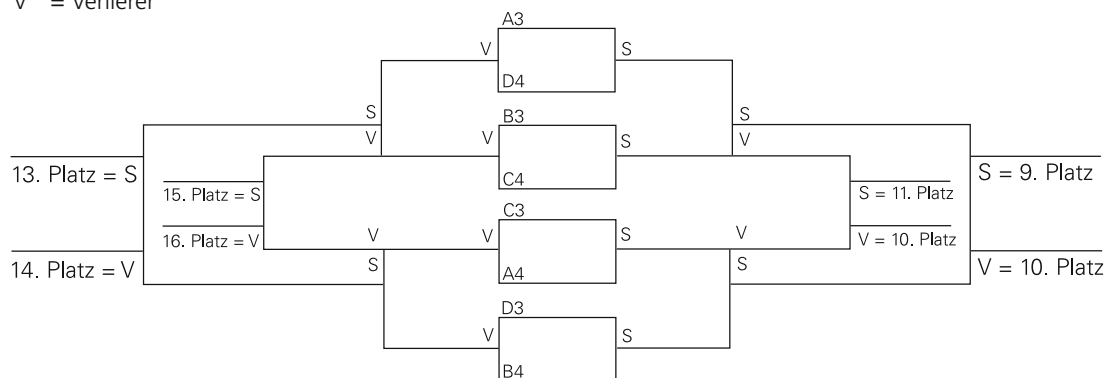 V = Verlierer
A3
V S
D4
S S
B3
V V S V
C4
13. Platz = S 15. Platz = S S = 11. Platz S = 9. Platz
C3
16. Platz = V V V S V V = 10. Platz
14. Platz = V S A4 S V = 10. Platz
D3
V S
B4